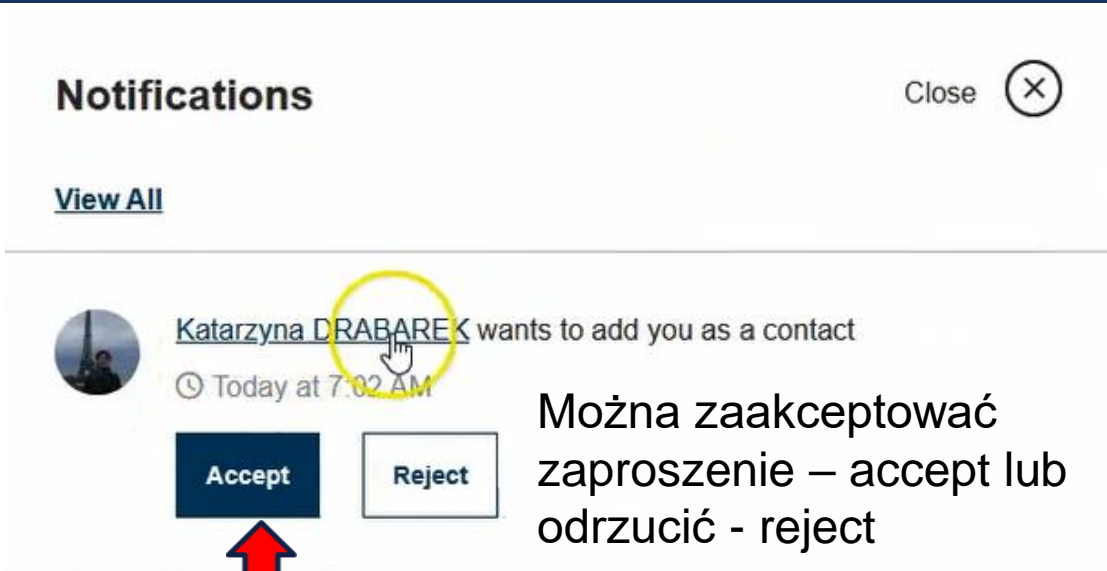 Notifications
Close
View All
Katarzyna DRABAREK wants to add you as a contact
Today at 7:02 AM
Accept
Reject
Można zaakceptować
zaproszenie – accept lub
odrzucić - reject